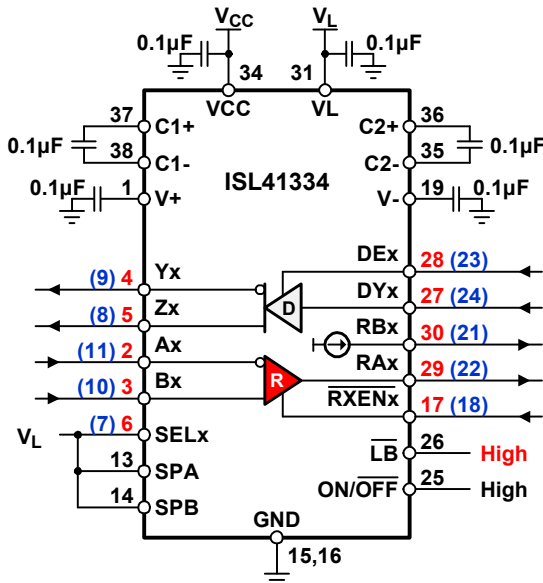 VCC VL
0.1µF 0.1µF
34 31
VCC VL
37 C1+ C2+ 36
0.1µF 0.1µF
38 C1- C2- 35
ISL41334
0.1µF 1 V+ V- 19 0.1µF
DEx 28 (23)
(9) 4 Yx
D DYx 27 (24)
(8) 5 Zx
RBx 30 (21)
(11) 2 Ax
R RAx 29 (22)
(10) 3 Bx
RXENx 17 (18)
VL (7) 6 SELx
LB 26 High
13 SPA
ON/OFF 25 High
14 SPB
GND
15,16